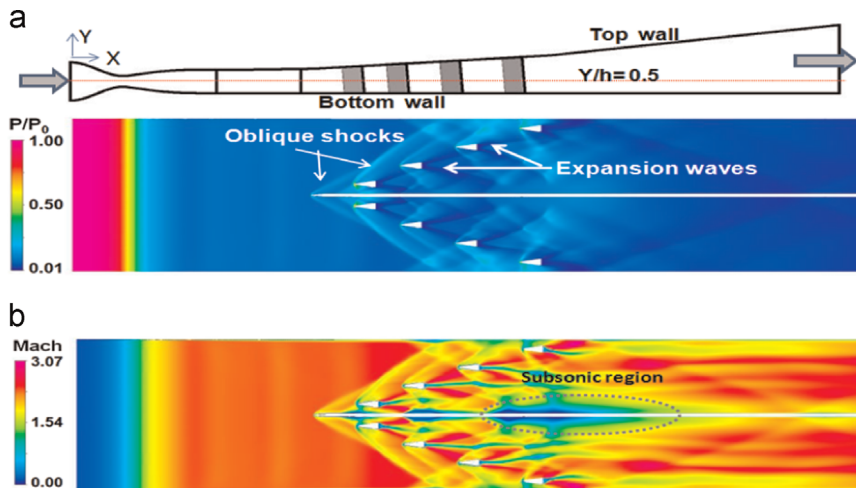 a
Y
X
Top wall
Y/h= 0.5
Bottom wall
P/P0
1.00
0.50
0.01
Oblique shocks
Expansion waves
b
Mach
3.07
1.54
0.00
Subsonic region